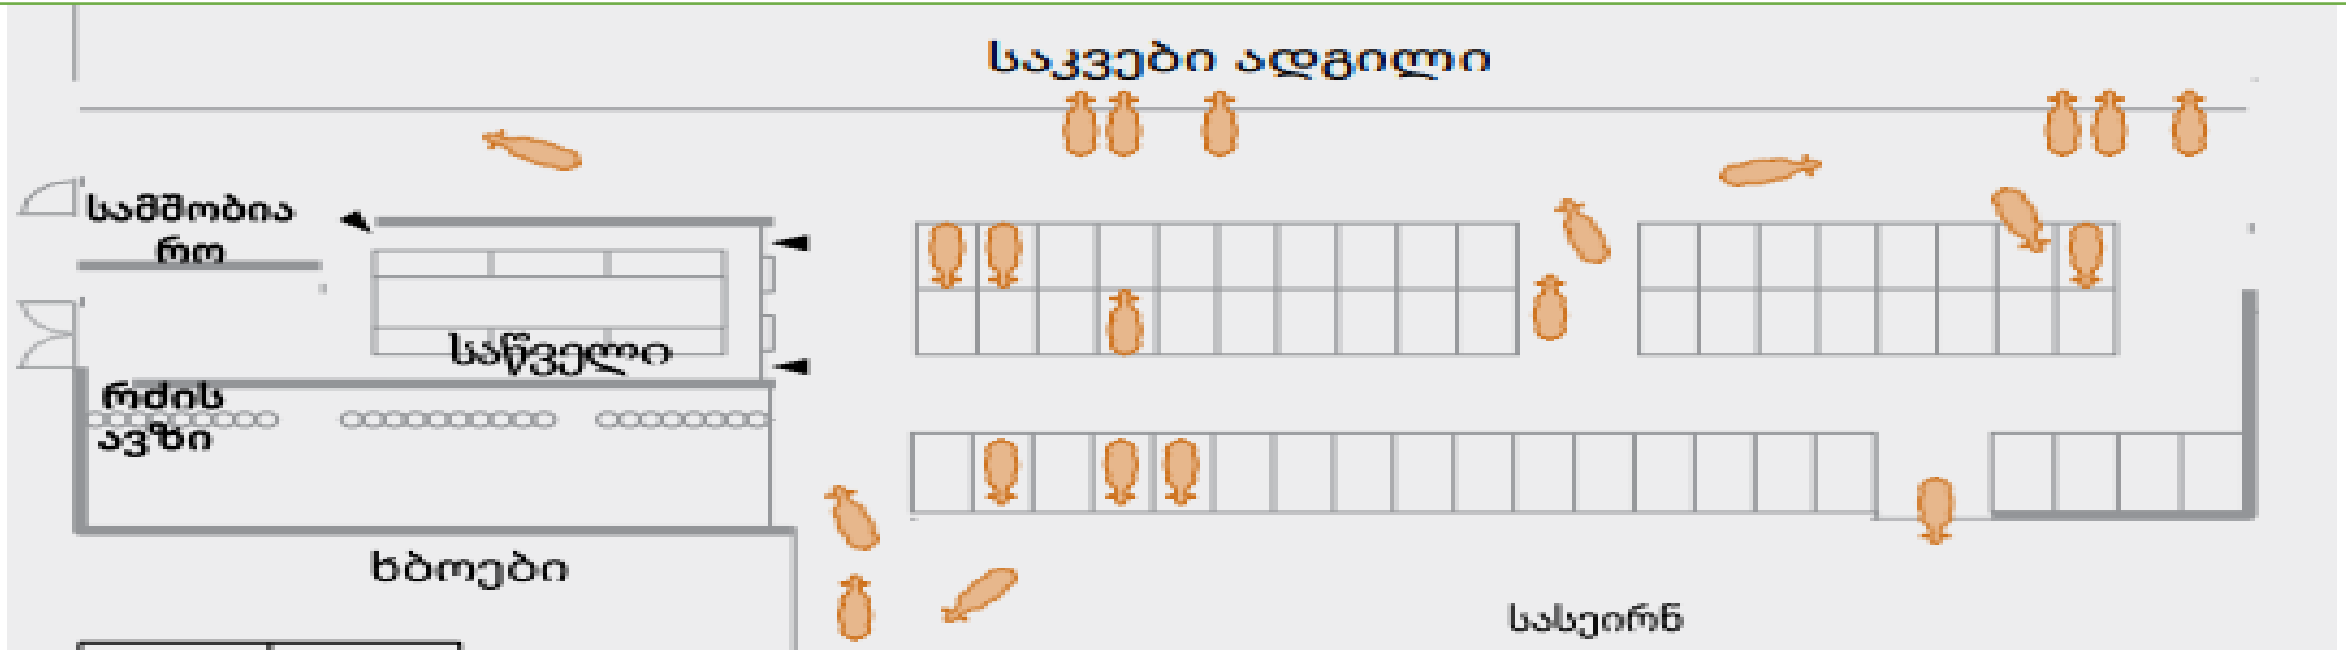 საკვები ადგილი
სამშობია
რო
საწველი
რძის
ავზი
ხბოები
სასეირნ